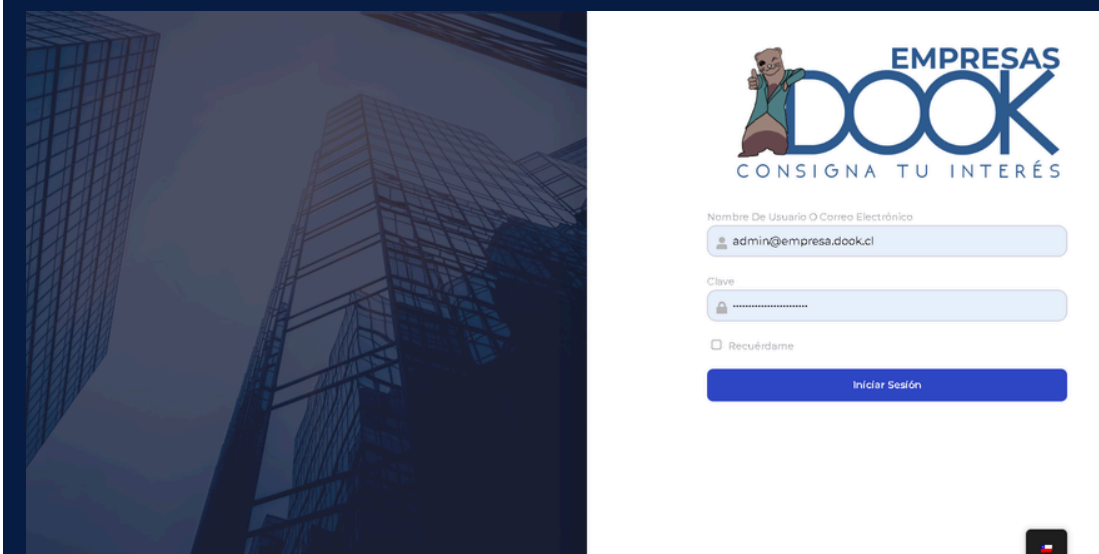 EMPRESAS
DOOK
CONSIGNA TU INTERÉS
Nombre De Usuario O Correo Electrónico
admin@empresa.dook.cl
Clave
Recuérdame
Iniciar Sesión